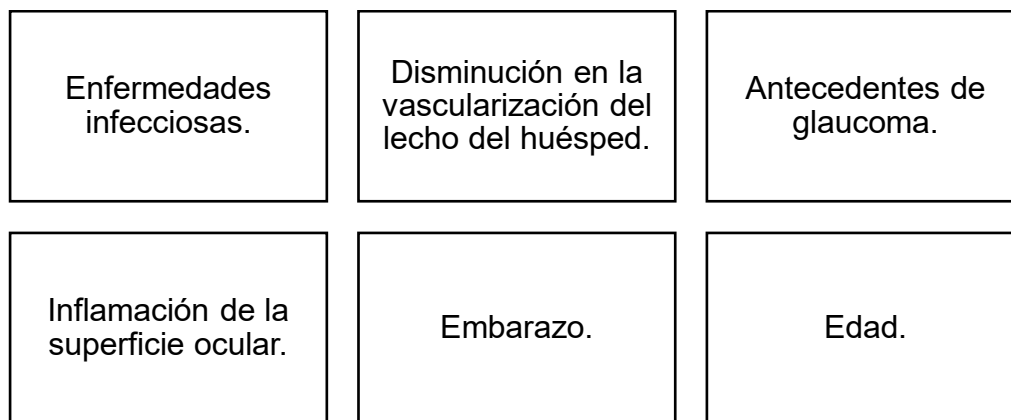 Enfermedades
infecciosas.
Disminución en la
vascularización del
lecho del huésped.
Antecedentes de
glaucoma.
Inflamación de la
superficie ocular.
Embarazo.
Edad.